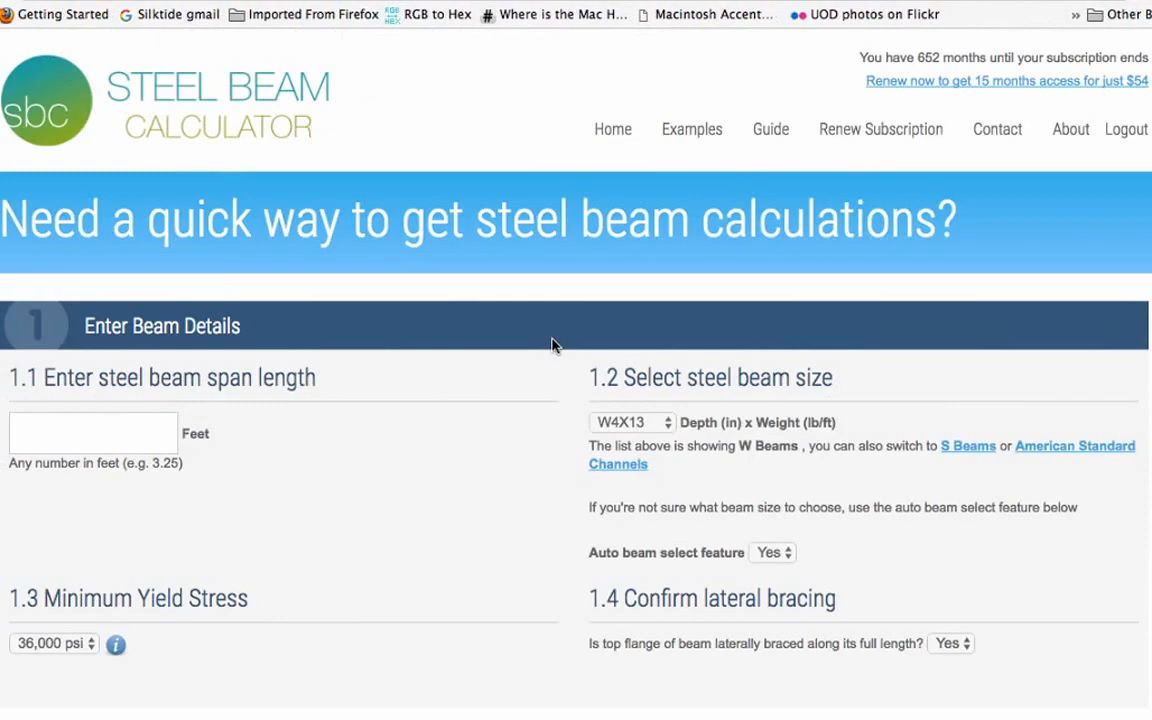 Getting Started Silktide gmail Imported From Firefox RGB to Hex Where is the Mac H... Macintosh Accent... UOD photos on Flickr » Other B
You have 652 months until your subscription ends
Renew now to get 15 months access for just $54
sbc STEEL BEAM
CALCULATOR
Home Examples Guide Renew Subscription Contact About Logout
Need a quick way to get steel beam calculations?
1 Enter Beam Details
1.1 Enter steel beam span length
Feet
Any number in feet (e.g. 3.25)
1.2 Select steel beam size
W4X13 Depth (in) x Weight (lb/ft)
The list above is showing W Beams , you can also switch to S Beams or American Standard
Channels
If you're not sure what beam size to choose, use the auto beam select feature below
Auto beam select feature Yes
1.3 Minimum Yield Stress
36,000 psi i
1.4 Confirm lateral bracing
Is top flange of beam laterally braced along its full length? Yes